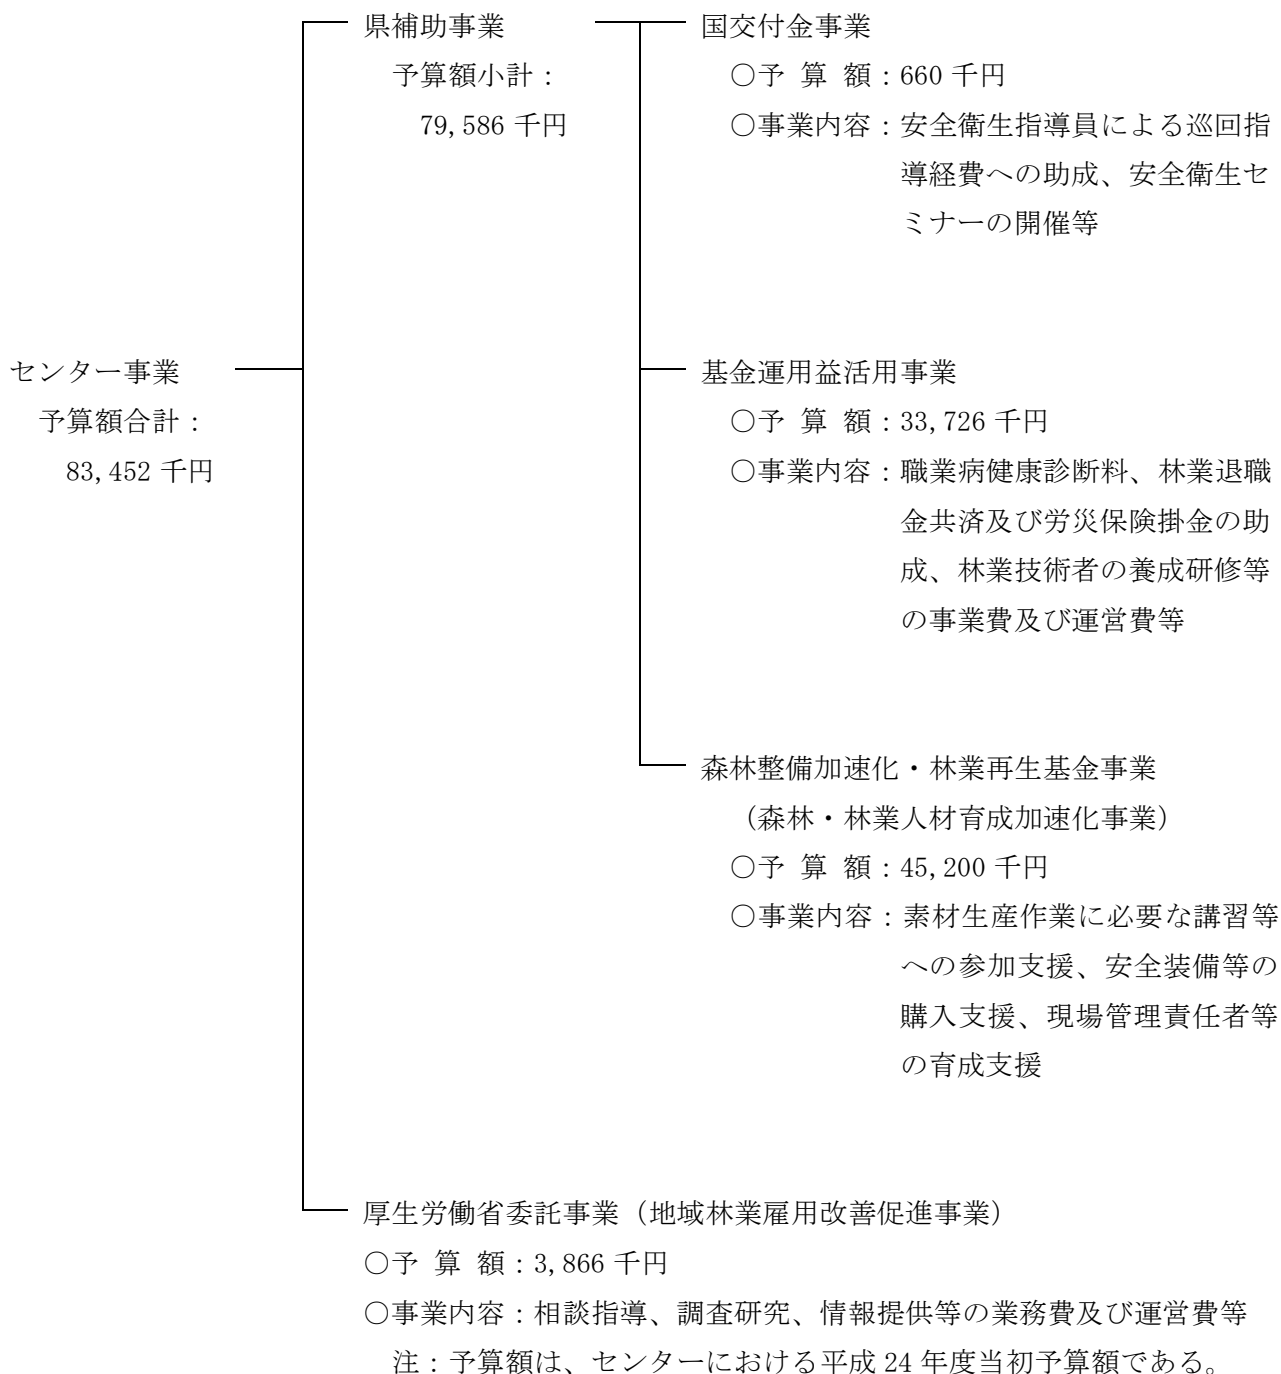 県補助事業
予算額小計：
79,586 千円
国交付金事業
○予 算 額：660 千円
○事業内容：安全衛生指導員による巡回指
導経費への助成、安全衛生セ
ミナーの開催等
センター事業
予算額合計：
83,452 千円
基金運用益活用事業
○予 算 額：33,726 千円
○事業内容：職業病健康診断料、林業退職
金共済及び労災保険掛金の助
成、林業技術者の養成研修等
の事業費及び運営費等
森林整備加速化・林業再生基金事業
（森林・林業人材育成加速化事業）
○予 算 額：45,200 千円
○事業内容：素材生産作業に必要な講習等
への参加支援、安全装備等の
購入支援、現場管理責任者等
の育成支援
厚生労働省委託事業（地域林業雇用改善促進事業）
○予 算 額：3,866 千円
○事業内容：相談指導、調査研究、情報提供等の業務費及び運営費等
注：予算額は、センターにおける平成 24 年度当初予算額である。